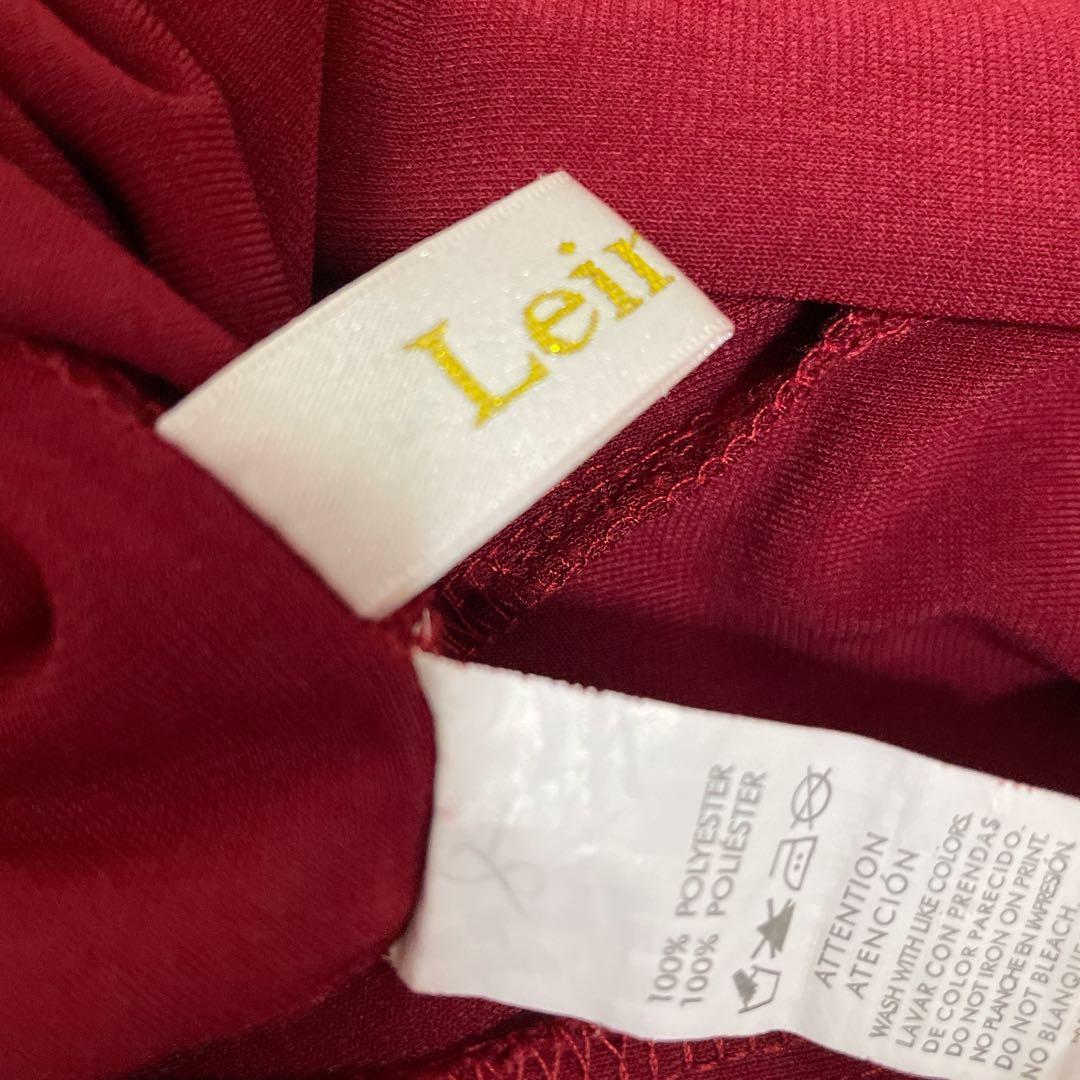 Leir
100% POLYESTER
100% POLIÉSTER
ATTENTION
ATENCIÓN
WASH WITH LIKE COLORS.
LAVAR CON PRENDAS
DE COLOR PARECIDO.
DO NOT IRON ON PRINT.
NO PLANCHE EN IMPRESIÓN
DO NOT BLEACH.
NO BLANQUE